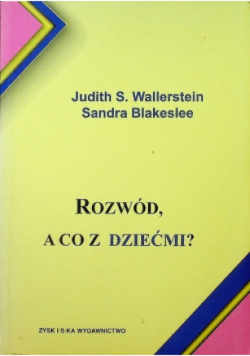 Judith S. Wallerstein
Sandra Blakeslee
ROZWÓD,
A CO Z DZIEĆMI?
ZYSK I S-KA WYDAWNICTWO